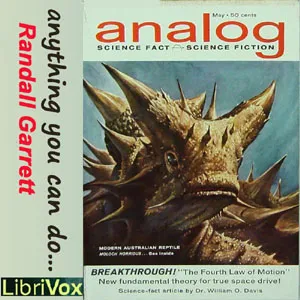 anything you can do...
Randall Garrett
LibriVox
May • 50 cents
analog
SCIENCE FACT SCIENCE FICTION
MODERN AUSTRALIAN REPTILE
MOLOCH HORRIDUS... See Inside
BREAKTHROUGH! "The Fourth Law of Motion"
New fundamental theory for true space drive!
Science-fact article by Dr. William O. Davis